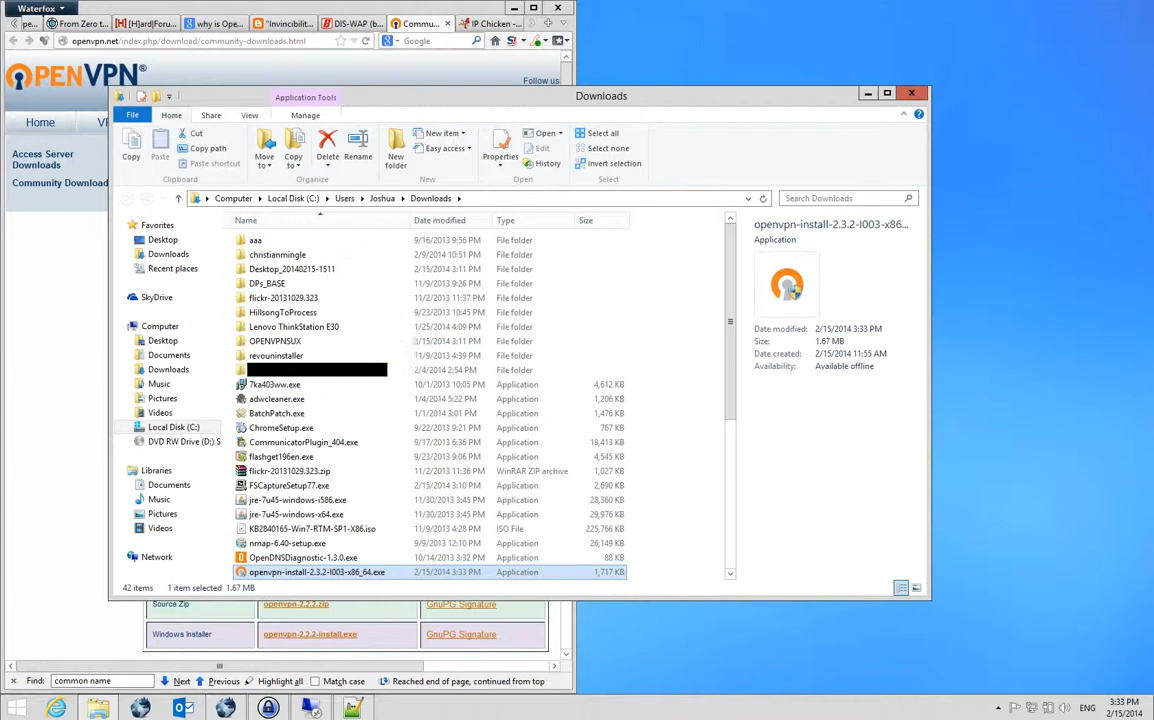 Waterfox
pe...
From Zero t...
[H]ard|Forum...
why is Ope...
"Invincibilit...
DIS-WAP (b...
Commu...
IP Chicken -...
openvpn.net/index.php/download/community-downloads.html
Google
OPENVPN®
Follow us
Home
VP
Access Server
Downloads
Community Download
Application Tools
Downloads
File
Home
Share
View
Manage
Copy
Paste
Cut
Copy path
Paste shortcut
Clipboard
Move to
Copy to
Delete
Rename
Organize
New folder
New item
Easy access
New
Properties
Open
Edit
History
Open
Select all
Select none
Invert selection
Select
Computer
Local Disk (C:)
Users
Joshua
Downloads
Search Downloads
Favorites
Desktop
Downloads
Recent places
SkyDrive
Computer
Desktop
Documents
Downloads
Music
Pictures
Videos
Local Disk (C:)
DVD RW Drive (D:) S
Libraries
Documents
Music
Pictures
Videos
Network
Name Date modified Type Size
aaa 9/16/2013 9:56 PM File folder
christianmingle 2/9/2014 10:51 PM File folder
Desktop_20140215-1511 2/15/2014 3:11 PM File folder
DPs_BASE 11/9/2013 9:26 PM File folder
flickr-20131029.323 11/2/2013 11:37 PM File folder
HillsongToProcess 9/23/2013 10:45 PM File folder
Lenovo ThinkStation E30 1/25/2014 4:09 PM File folder
OPENVPNSUX 2/15/2014 3:11 PM File folder
revouninstaller 11/9/2013 4:39 PM File folder
2/4/2014 2:54 PM File folder
7ka403ww.exe 10/1/2013 10:05 PM Application 4,612 KB
adwcleaner.exe 1/4/2014 5:22 PM Application 1,206 KB
BatchPatch.exe 1/1/2014 3:01 PM Application 1,476 KB
ChromeSetup.exe 9/22/2013 9:21 PM Application 767 KB
CommunicatorPlugin_404.exe 9/17/2013 6:36 PM Application 18,413 KB
flashget196en.exe 9/23/2013 9:06 PM Application 4,545 KB
flickr-20131029.323.zip 11/2/2013 11:36 PM WinRAR ZIP archive 1,027 KB
FSCaptureSetup77.exe 2/15/2014 3:10 PM Application 2,690 KB
jre-7u45-windows-i586.exe 11/30/2013 3:45 PM Application 28,360 KB
jre-7u45-windows-x64.exe 11/30/2013 3:45 PM Application 29,976 KB
KB2840165-Win7-RTM-SP1-X86.iso 11/9/2013 4:28 PM ISO File 225,766 KB
nmap-6.40-setup.exe 9/9/2013 12:10 PM Application 26,149 KB
OpenDNSDiagnostic-1.3.0.exe 10/14/2013 3:32 PM Application 88 KB
openvpn-install-2.3.2-I003-x86_64.exe 2/15/2014 3:33 PM Application 1,717 KB
openvpn-install-2.3.2-I003-x86...
Application
Date modified: 2/15/2014 3:33 PM
Size: 1.67 MB
Date created: 2/15/2014 11:55 AM
Availability: Available offline
42 items 1 item selected 1.67 MB
Source Zip openvpn-2.2.2.zip GnuPG Signature
Windows Installer openvpn-2.2.2-install.exe GnuPG Signature
Find: common name Next Previous Highlight all Match case Reached end of page, continued from top
ENG
3:33 PM
2/15/2014